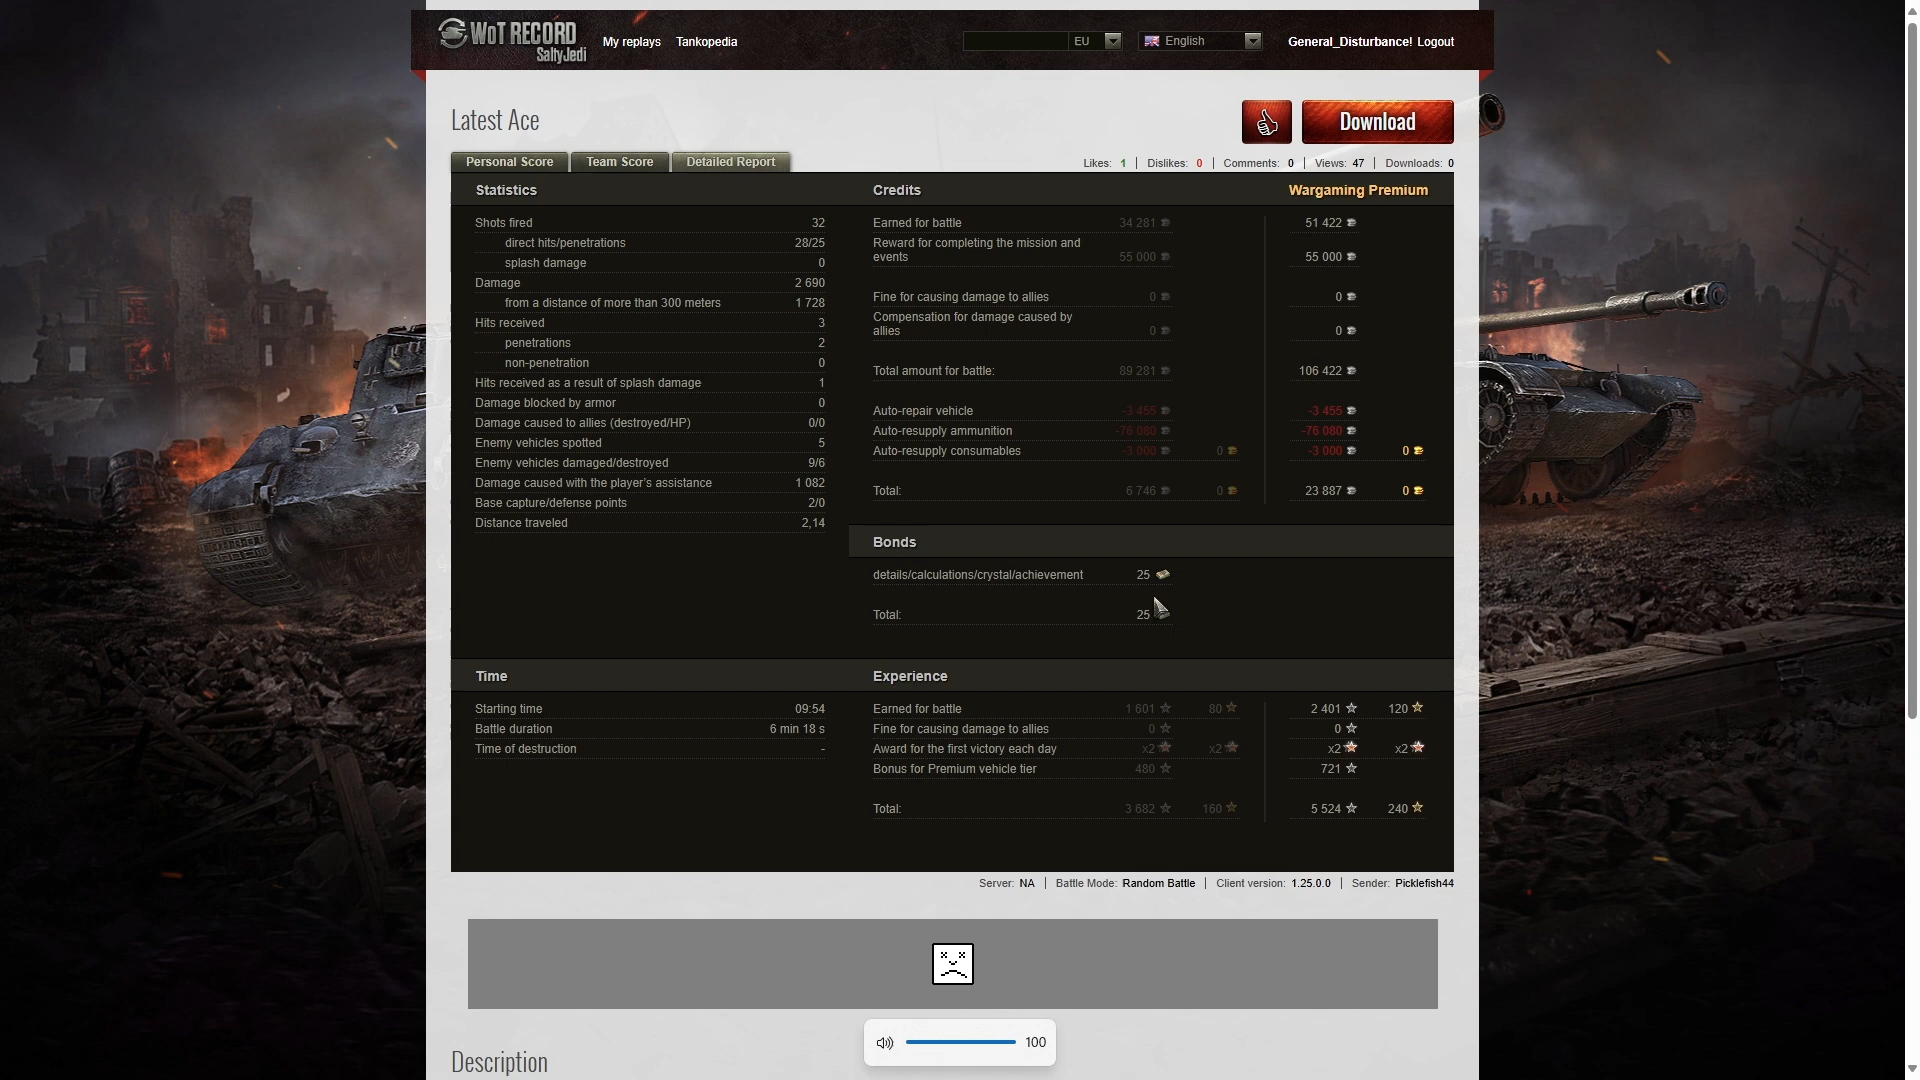 WoT RECORD
SaltyJedi
My replays
Tankopedia
EU
English
General_Disturbance! Logout
Latest Ace
Download
Personal Score
Team Score
Detailed Report
Likes: 1 | Dislikes: 0 | Comments: 0 | Views: 47 | Downloads: 0
Statistics
Shots fired 32
direct hits/penetrations 28/25
splash damage 0
Damage 2 690
from a distance of more than 300 meters 1 728
Hits received 3
penetrations 2
non-penetration 0
Hits received as a result of splash damage 1
Damage blocked by armor 0
Damage caused to allies (destroyed/HP) 0/0
Enemy vehicles spotted 5
Enemy vehicles damaged/destroyed 9/6
Damage caused with the player's assistance 1 082
Base capture/defense points 2/0
Distance traveled 2,14
Credits Wargaming Premium
Earned for battle 34 281 51 422
Reward for completing the mission and
events 55 000 55 000
Fine for causing damage to allies 0 0
Compensation for damage caused by
allies 0 0
Total amount for battle: 89 281 106 422
Auto-repair vehicle -3 455 -3 455
Auto-resupply ammunition -76 080 -76 080
Auto-resupply consumables -3 000 0 -3 000 0
Total: 6 746 0 23 887 0
Bonds
details/calculations/crystal/achievement 25
Total: 25
Time
Starting time 09:54
Battle duration 6 min 18 s
Time of destruction -
Experience
Earned for battle 1 601 80 2 401 120
Fine for causing damage to allies 0 0
Award for the first victory each day x2 x2 x2 x2
Bonus for Premium vehicle tier 480 721
Total: 3 682 160 5 524 240
Server: NA | Battle Mode: Random Battle | Client version: 1.25.0.0 | Sender: Picklefish44
100
Description